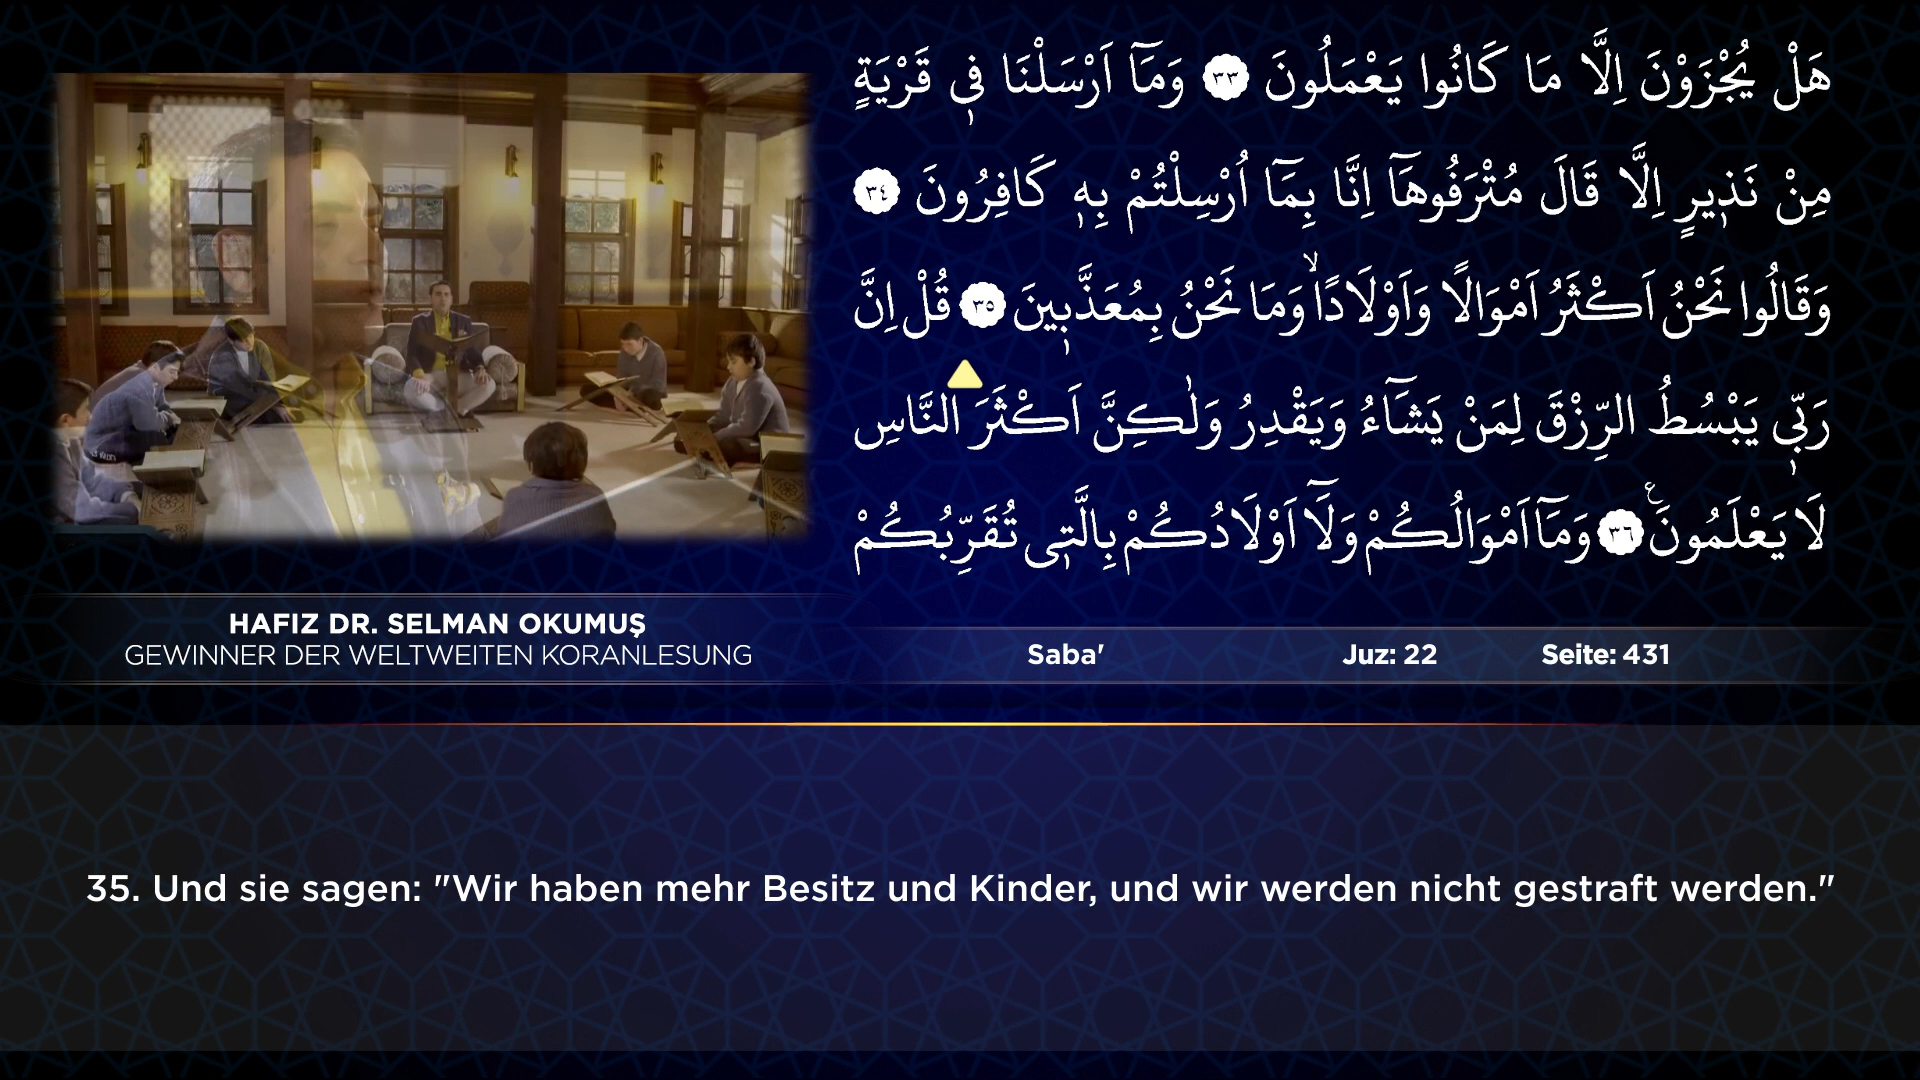 هَلْ يُجْزَوْنَ اِلَّا مَا كَانُوا يَعْمَلُونَ ٣٣ وَمَٓا اَرْسَلْنَا ف۪ي قَرْيَةٍ
مِنْ نَذ۪يرٍ اِلَّا قَالَ مُتْرَفُوهَٓا اِنَّا بِمَٓا اُرْسِلْتُمْ بِه۪ كَافِرُونَ ٣٤
وَقَالُوا نَحْنُ اَكْثَرُ اَمْوَالًا وَاَوْلَادًاۙ وَمَا نَحْنُ بِمُعَذَّب۪ينَ ٣٥ قُلْ اِنَّ
رَبّ۪ي يَبْسُطُ الرِّزْقَ لِمَنْ يَشَٓاءُ وَيَقْدِرُ وَلٰكِنَّ اَكْثَرَ النَّاسِ
لَا يَعْلَمُونَ۟ ٣٦ وَمَٓا اَمْوَالُكُمْ وَلَٓا اَوْلَادُكُمْ بِالَّت۪ي تُقَرِّبُكُمْ
HAFIZ DR. SELMAN OKUMUŞ
GEWINNER DER WELTWEITEN KORANLESUNG
Saba' Juz: 22 Seite: 431
35. Und sie sagen: "Wir haben mehr Besitz und Kinder, und wir werden nicht gestraft werden."